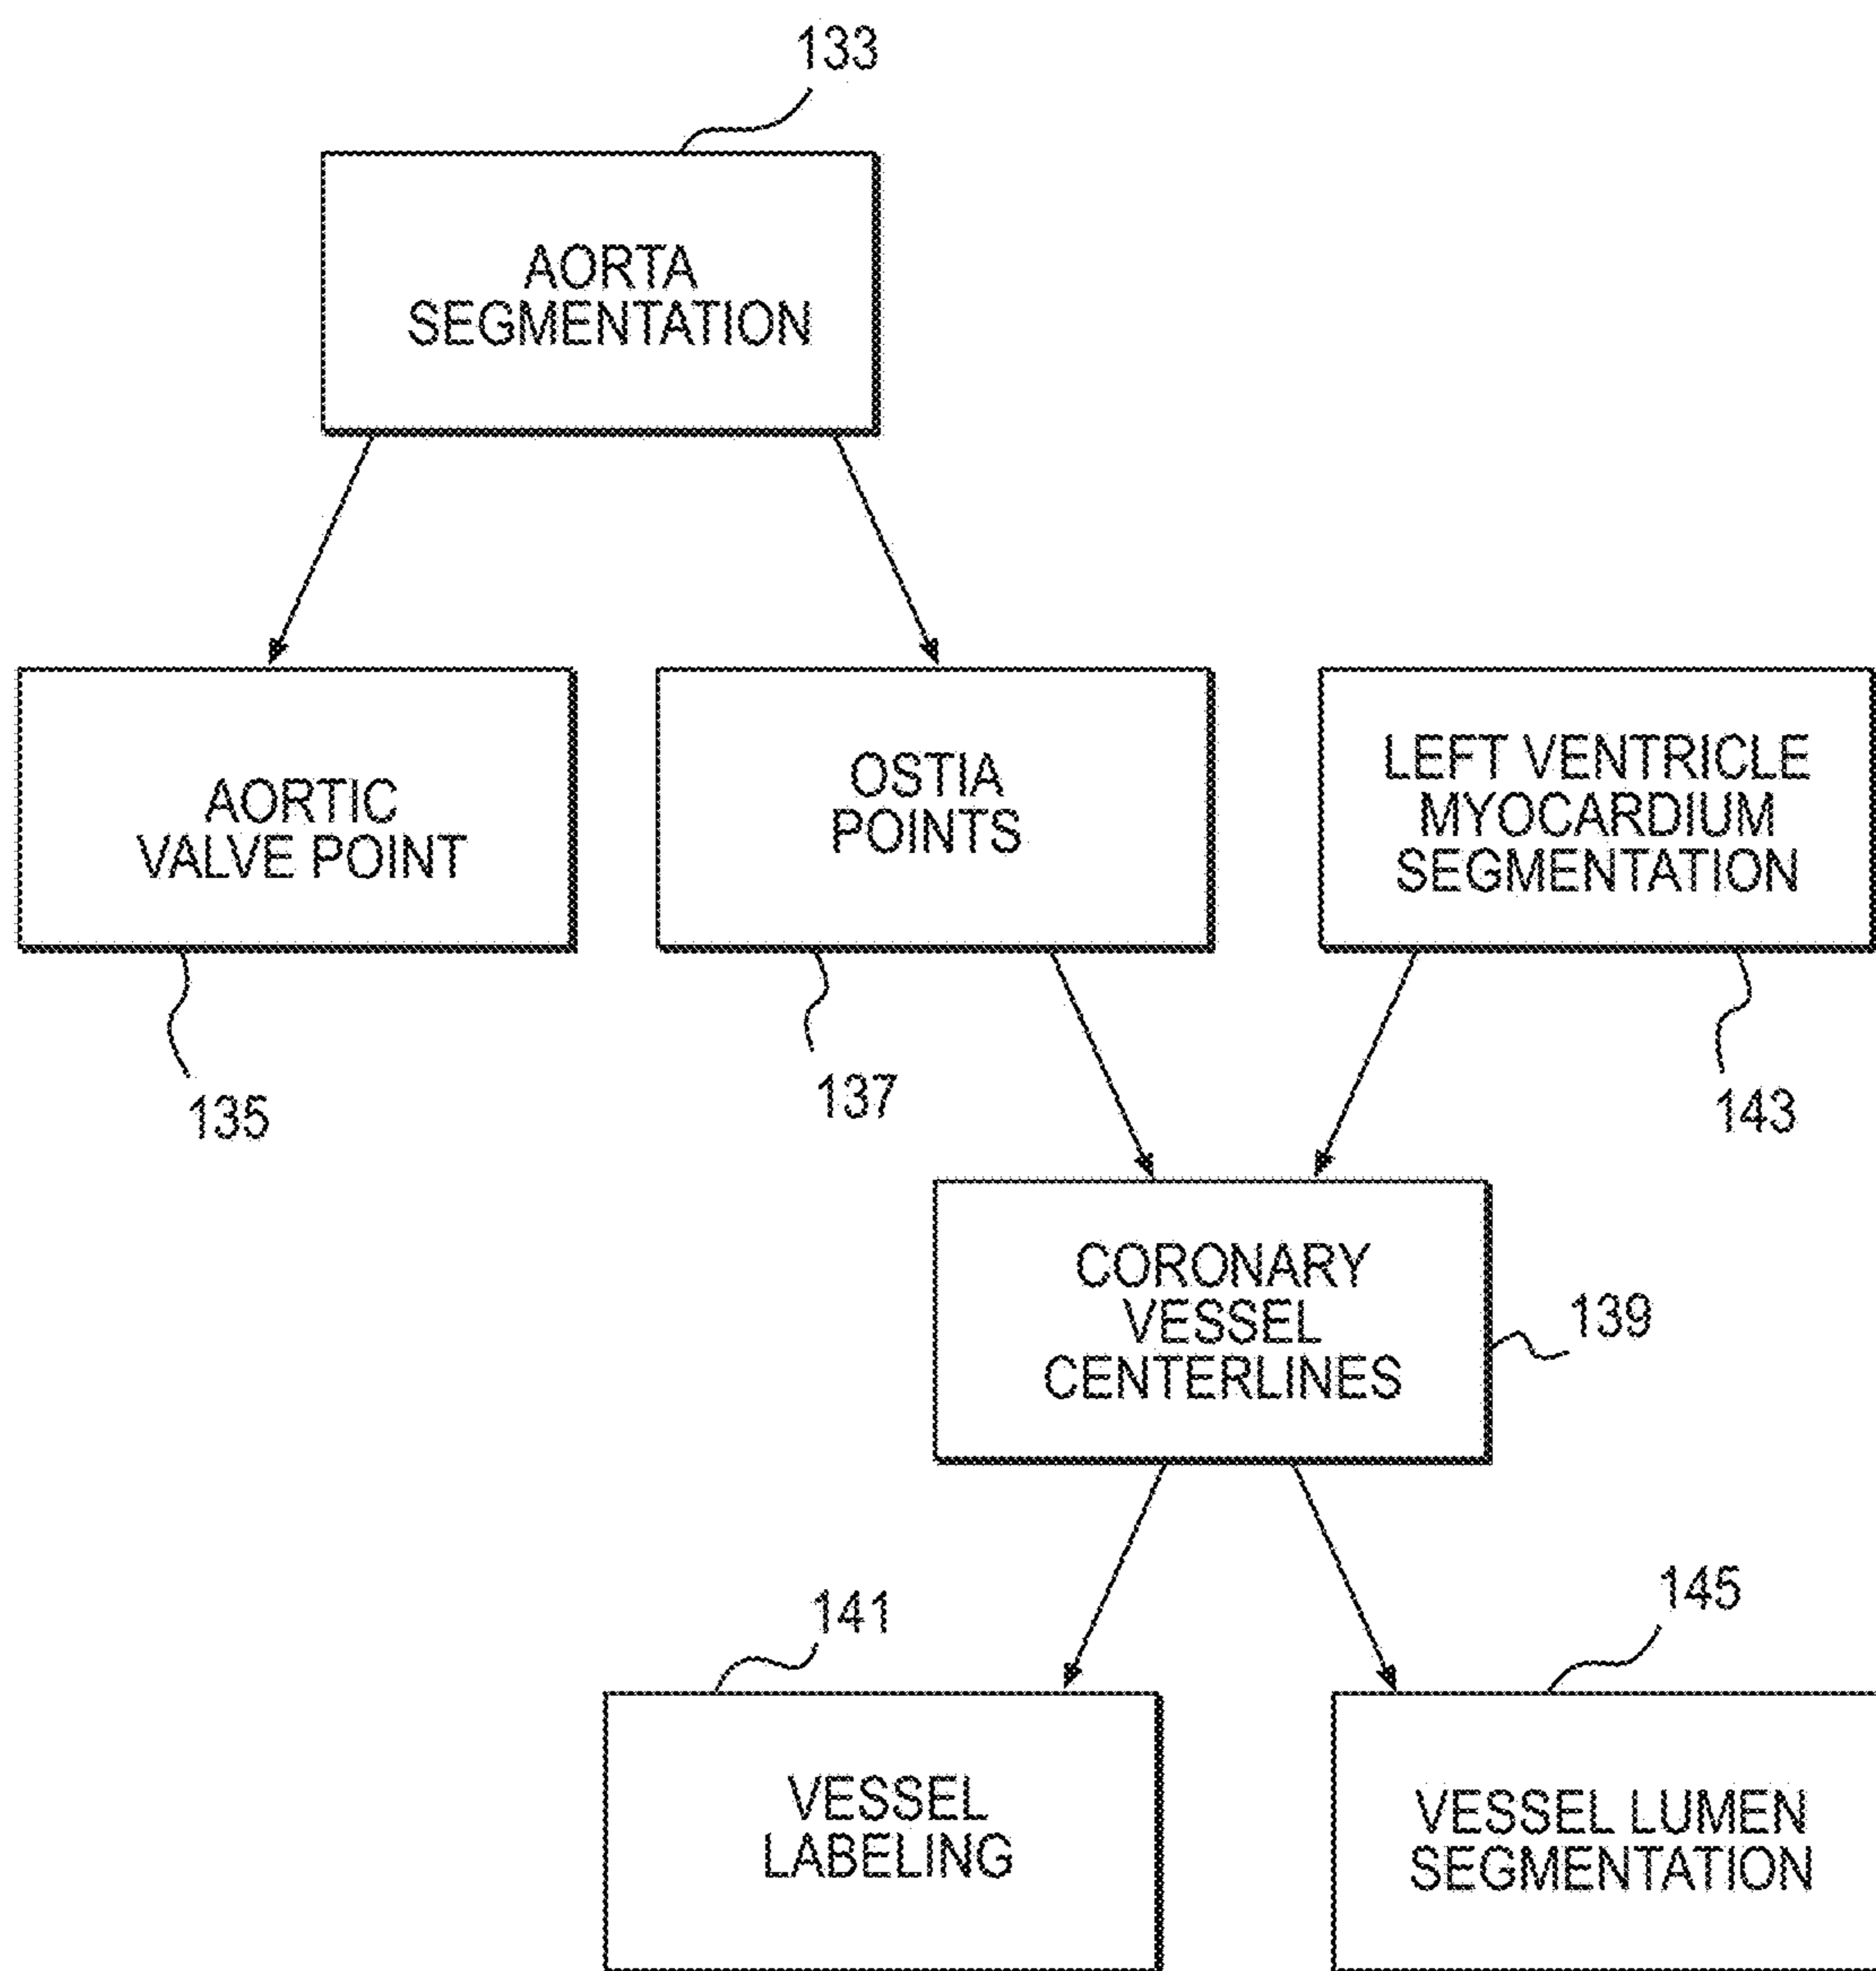 133
AORTA
SEGMENTATION
AORTIC
VALVE POINT
OSTIA
POINTS
LEFT VENTRICLE
MYOCARDIUM
SEGMENTATION
135
137
143
CORONARY
VESSEL
CENTERLINES
139
141
145
VESSEL
LABELING
VESSEL LUMEN
SEGMENTATION